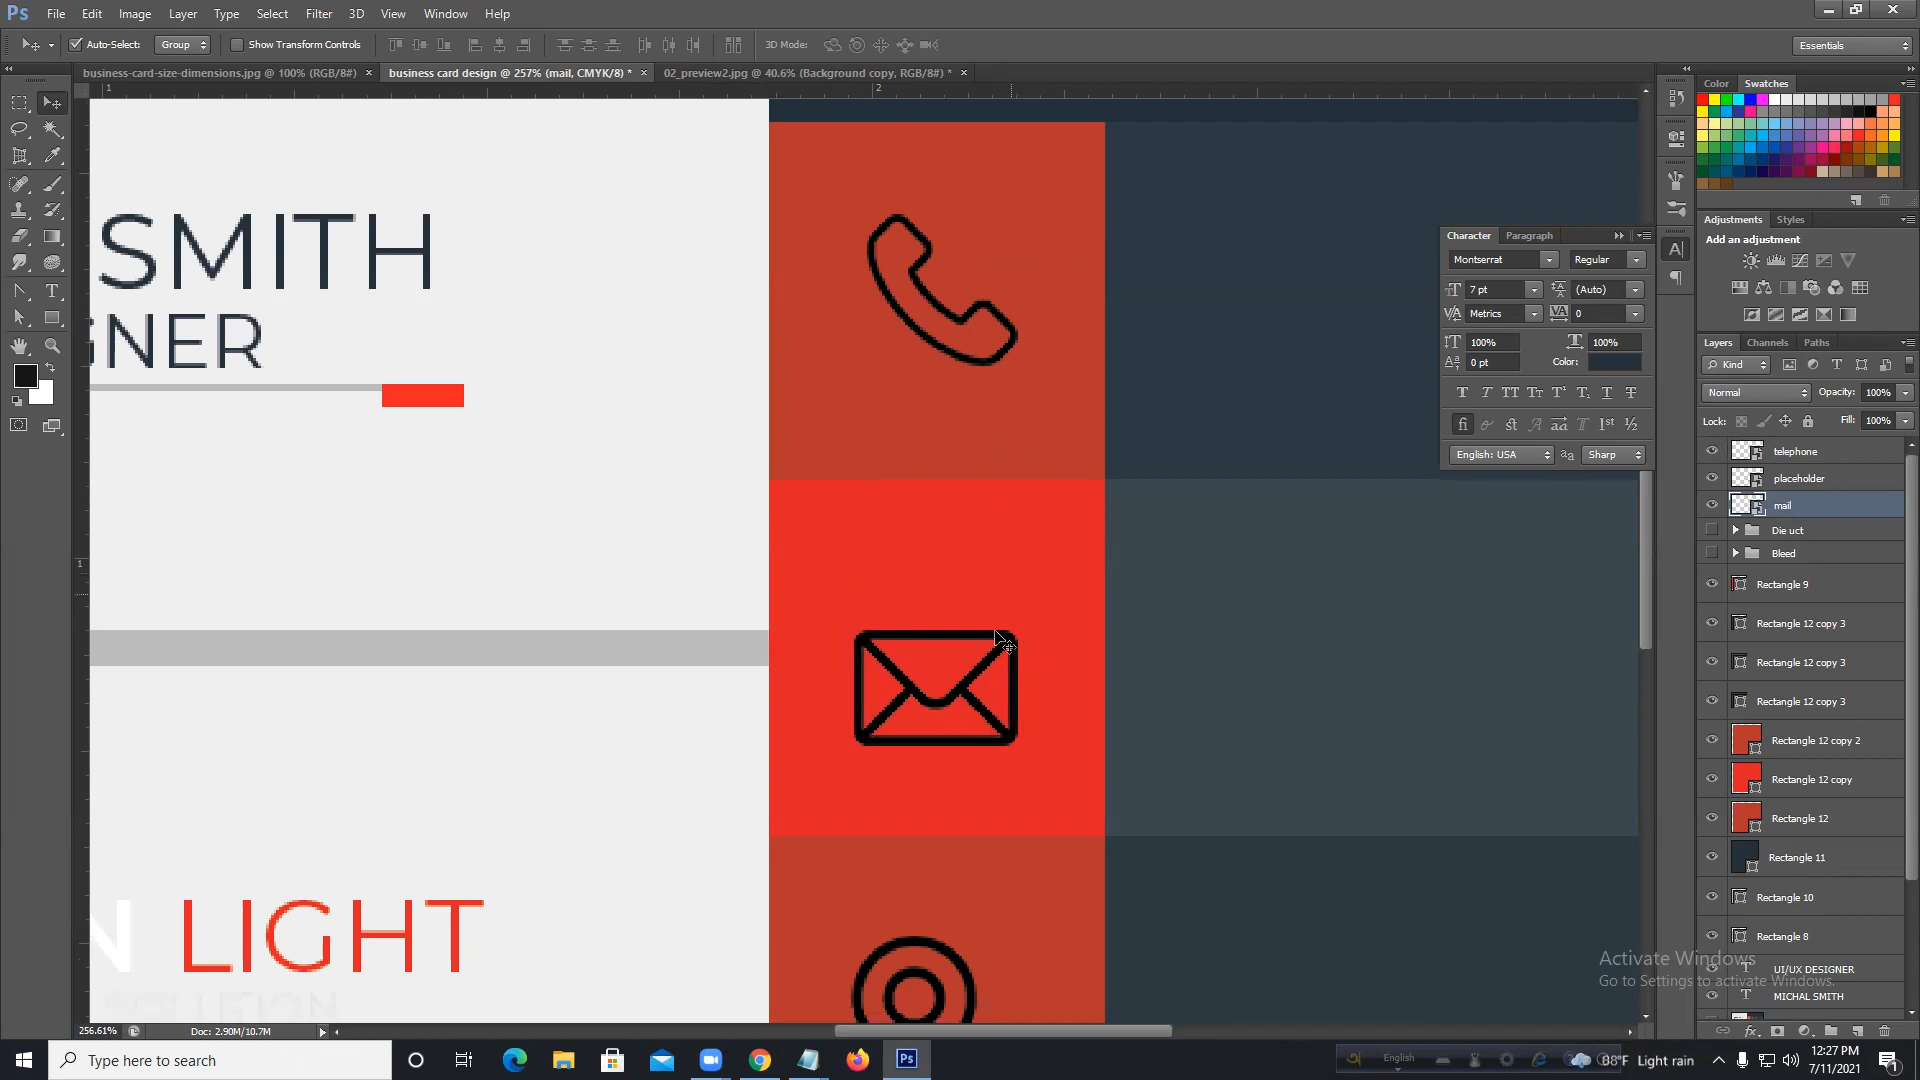 Ps File Edit Image Layer Type Select Filter 3D View Window Help
Auto-Select: Group Show Transform Controls 3D Mode: Essentials
business-card-size-dimensions.jpg @ 100% (RGB/8#) × business card design @ 257% (mail, CMYK/8) * × 02_preview2.jpg @ 40.6% (Background copy, RGB/8#) * ×
Color Swatches
1 2
SMITH
GNER
1
N LIGHT
Character Paragraph
Montserrat Regular
7 pt (Auto)
Metrics 0
100% 100%
0 pt Color:
English: USA aa Sharp
Adjustments Styles
Add an adjustment
Layers Channels Paths
Kind
Normal Opacity: 100%
Lock: Fill: 100%
telephone
placeholder
mail
Die uct
Bleed
Rectangle 9
Rectangle 12 copy 3
Rectangle 12 copy 3
Rectangle 12 copy 3
Rectangle 12 copy 2
Rectangle 12 copy
Rectangle 12
Rectangle 11
Rectangle 10
Rectangle 8
UI/UX DESIGNER
MICHAL SMITH
Activate Windows
Go to Settings to activate Windows.
256.61% Doc: 2.90M/10.7M
Type here to search
Ps
English
88°F Light rain
12:27 PM
7/11/2021
1